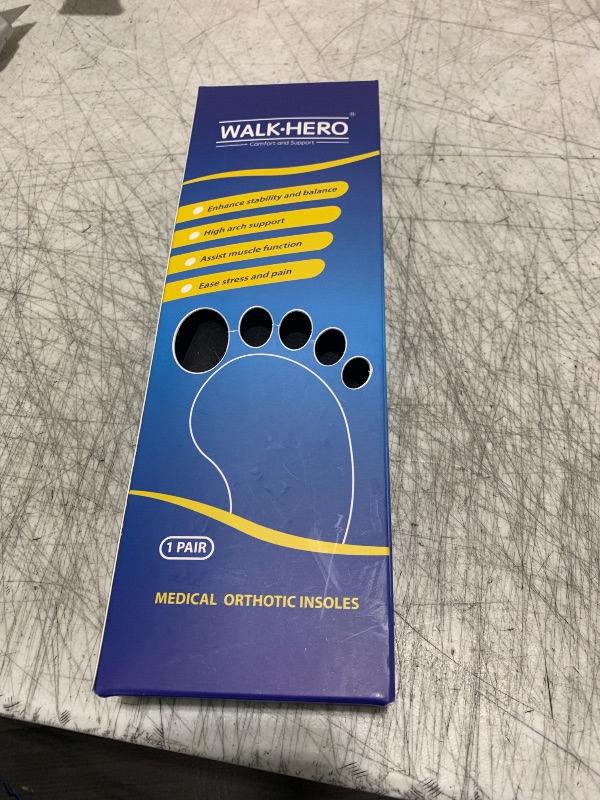 WALK·HERO®
Comfort and Support
Enhance stability and balance
High arch support
Assist muscle function
Ease stress and pain
1 PAIR
MEDICAL ORTHOTIC INSOLES